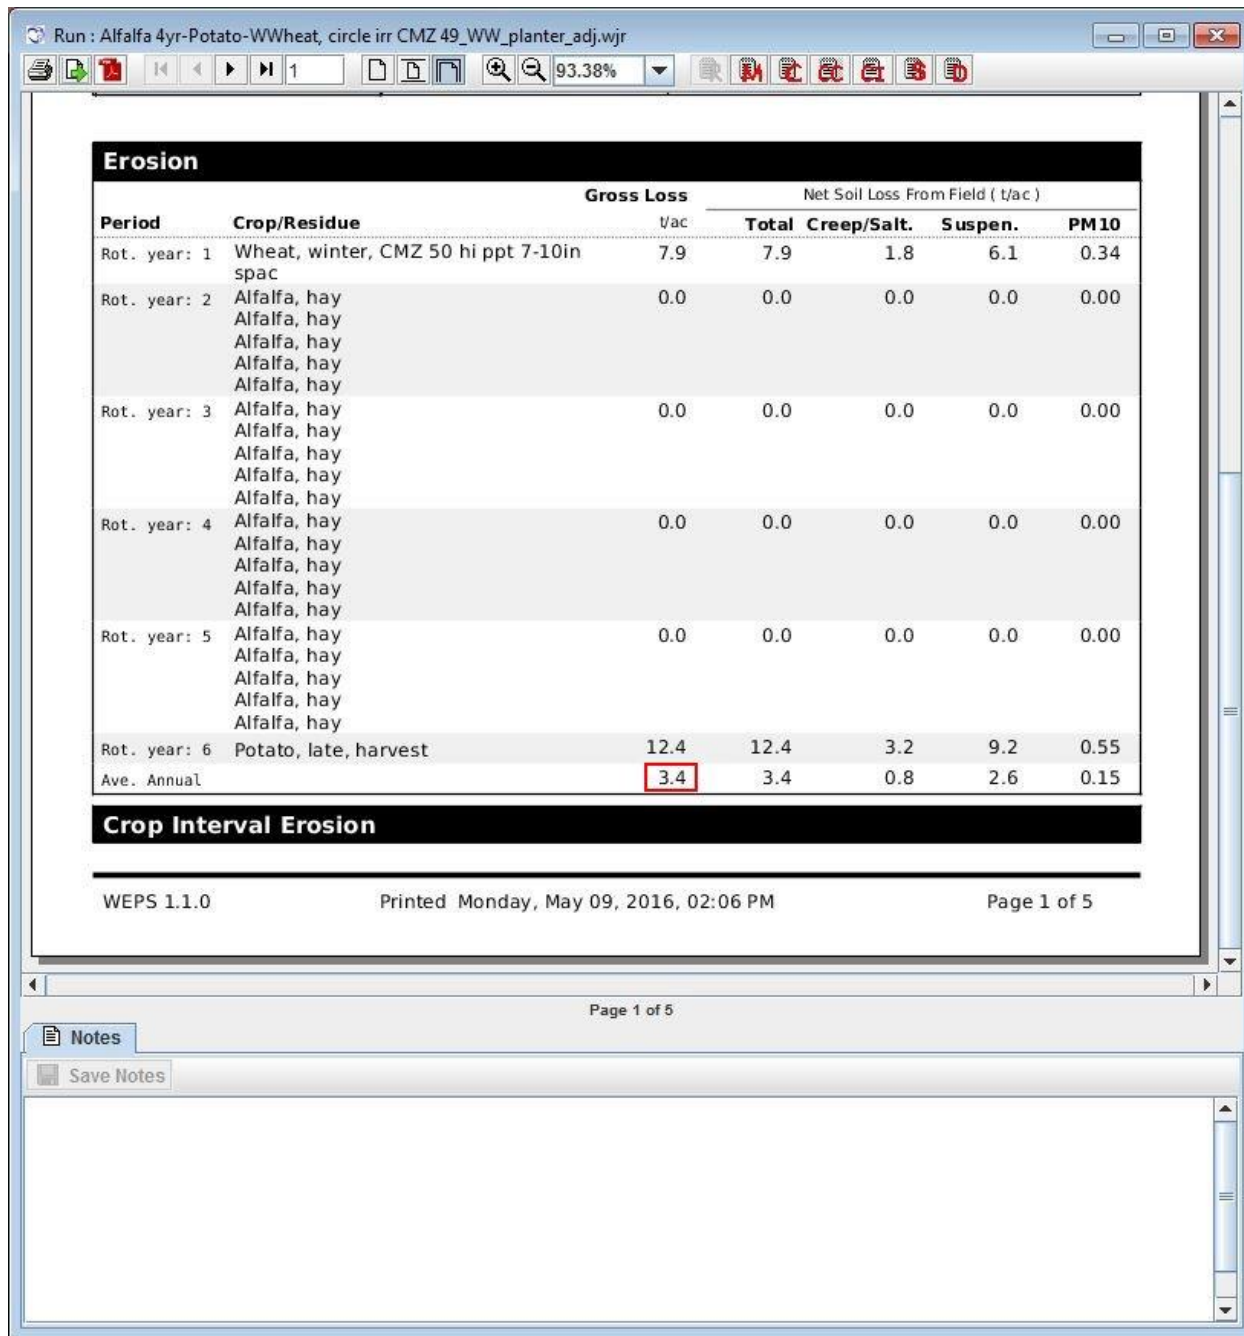 Run : Alfalfa 4yr-Potato-WWheat, circle irr CMZ 49_WW_planter_adj.wjr
1 93.38%
Erosion
Gross Loss Net Soil Loss From Field ( t/ac )
Period Crop/Residue t/ac Total Creep/Salt. Suspen. PM10
Rot. year: 1 Wheat, winter, CMZ 50 hi ppt 7-10in 7.9 7.9 1.8 6.1 0.34
spac
Rot. year: 2 Alfalfa, hay 0.0 0.0 0.0 0.0 0.00
Alfalfa, hay
Alfalfa, hay
Alfalfa, hay
Alfalfa, hay
Rot. year: 3 Alfalfa, hay 0.0 0.0 0.0 0.0 0.00
Alfalfa, hay
Alfalfa, hay
Alfalfa, hay
Alfalfa, hay
Rot. year: 4 Alfalfa, hay 0.0 0.0 0.0 0.0 0.00
Alfalfa, hay
Alfalfa, hay
Alfalfa, hay
Alfalfa, hay
Rot. year: 5 Alfalfa, hay 0.0 0.0 0.0 0.0 0.00
Alfalfa, hay
Alfalfa, hay
Alfalfa, hay
Alfalfa, hay
Rot. year: 6 Potato, late, harvest 12.4 12.4 3.2 9.2 0.55
Ave. Annual 3.4 3.4 0.8 2.6 0.15
Crop Interval Erosion
WEPS 1.1.0 Printed Monday, May 09, 2016, 02:06 PM Page 1 of 5
Page 1 of 5
Notes
Save Notes